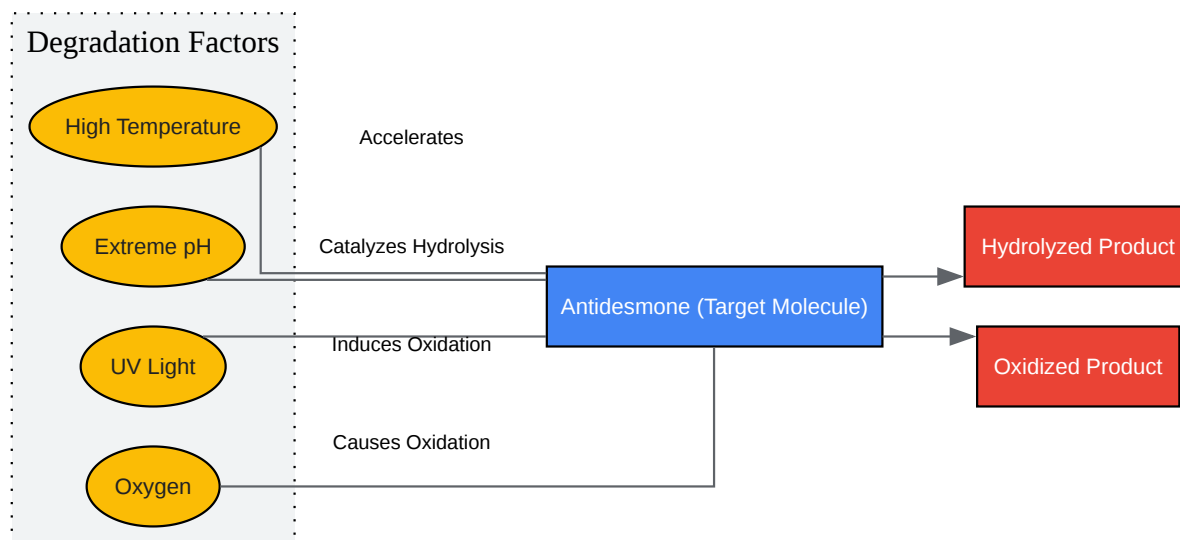 Degradation Factors
High Temperature
Accelerates
Extreme pH
Catalyzes Hydrolysis
Hydrolyzed Product
Antidesmone (Target Molecule)
UV Light
Induces Oxidation
Oxidized Product
Causes Oxidation
Oxygen